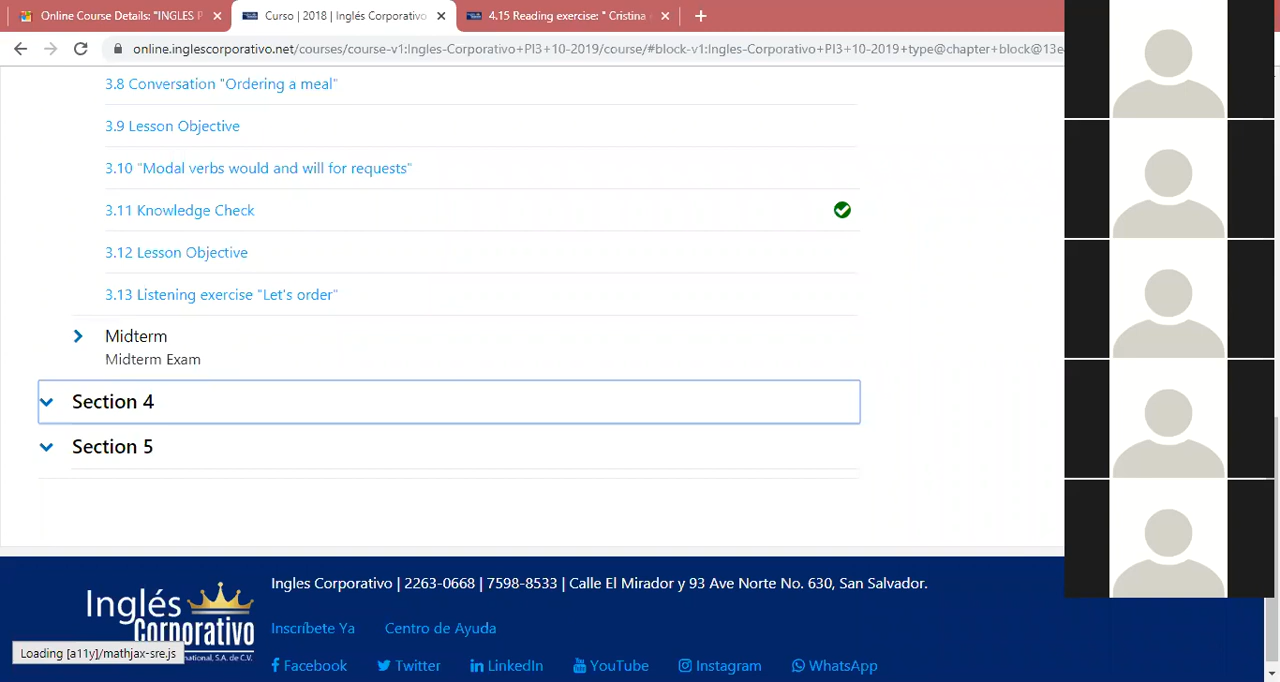 Online Course Details: "INGLES P
Curso | 2018 | Inglés Corporativo
4.15 Reading exercise: " Cristina
online.inglescorporativo.net/courses/course-v1:Ingles-Corporativo+PI3+10-2019/course/#block-v1:Ingles-Corporativo+PI3+10-2019+type@chapter+block@13e
3.8 Conversation "Ordering a meal"
3.9 Lesson Objective
3.10 "Modal verbs would and will for requests"
3.11 Knowledge Check
3.12 Lesson Objective
3.13 Listening exercise "Let's order"
Midterm
Midterm Exam
Section 4
Section 5
Inglés
Corporativo
Ingles Corporativo | 2263-0668 | 7598-8533 | Calle El Mirador y 93 Ave Norte No. 630, San Salvador.
Inscríbete Ya
Centro de Ayuda
Loading [a11y]/mathjax-sre.js
Facebook
Twitter
LinkedIn
YouTube
Instagram
WhatsApp